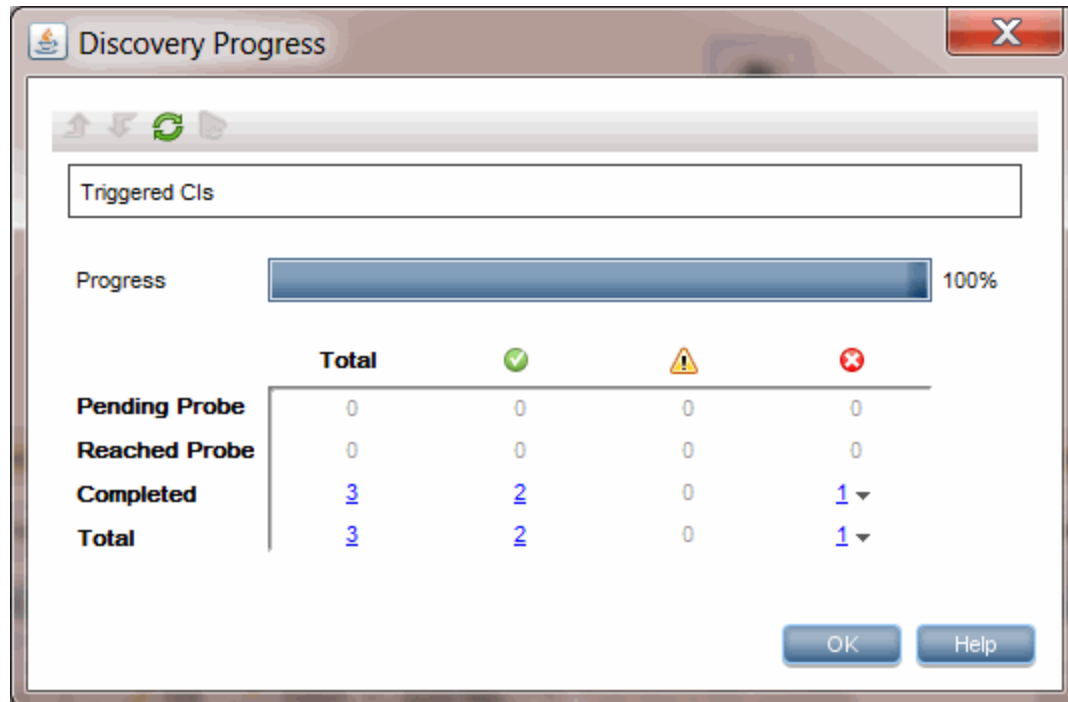 Discovery Progress
Triggered CIs
Progress 100%
Total
Pending Probe 0 0 0 0
Reached Probe 0 0 0 0
Completed 3 2 0 1
Total 3 2 0 1
OK Help